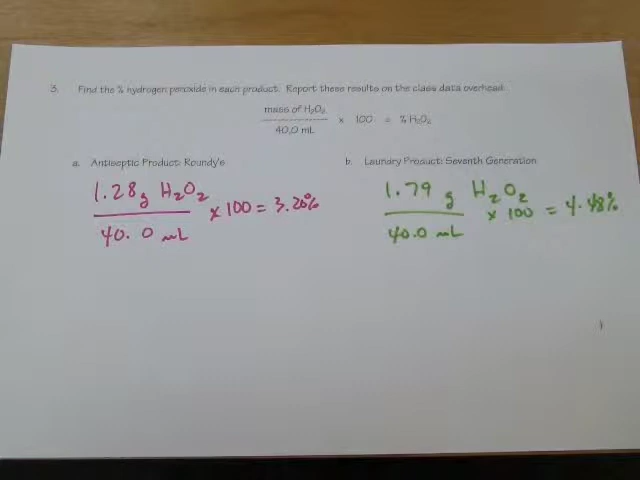 3. Find the % hydrogen peroxide in each product. Report these results on the class data overhead.
mass of H₂O₂
40.0 mL
x 100 = % H₂O₂
a. Antiseptic Product: Roundy's
1.28g H₂O₂
40.0 mL
x 100 = 3.20%
b. Laundry Product: Seventh Generation
1.79 g H₂O₂
40.0 mL
x 100 = 4.48%
1